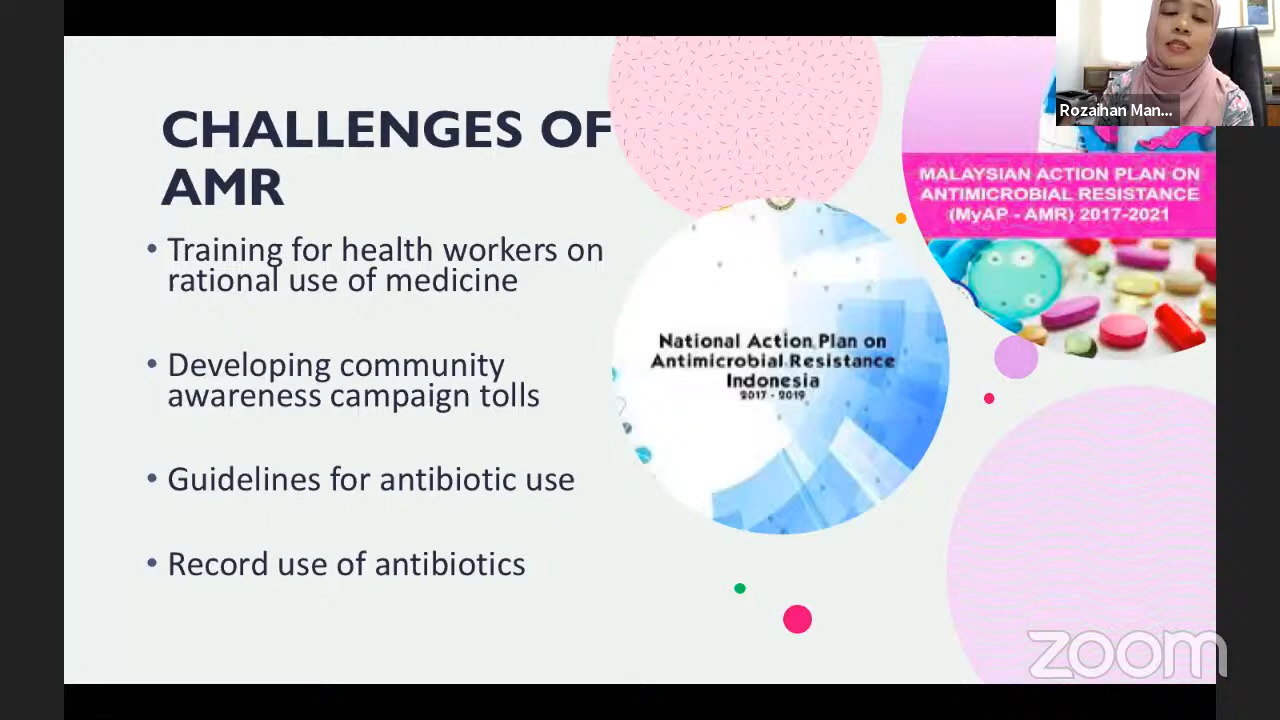 CHALLENGES OF
AMR
• Training for health workers on
rational use of medicine
• Developing community
awareness campaign tolls
• Guidelines for antibiotic use
• Record use of antibiotics
National Action Plan on
Antimicrobial Resistance
Indonesia
2017 - 2019
MALAYSIAN ACTION PLAN ON
ANTIMICROBIAL RESISTANCE
(MyAP - AMR) 2017-2021
Rozaihan Man...
zoom